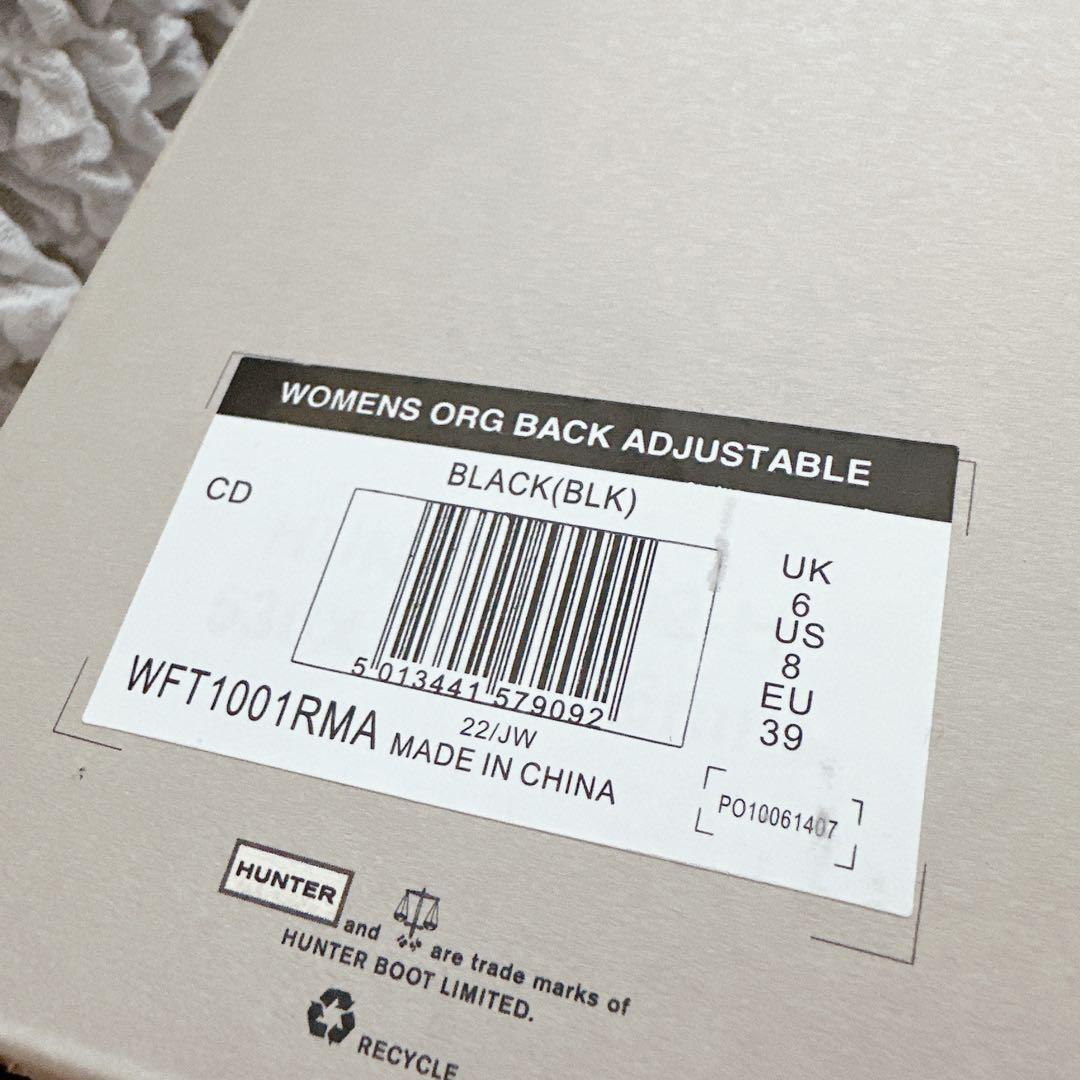 WOMENS ORG BACK ADJUSTABLE
BLACK(BLK)
CD
5 013441 579092
UK
6
US
8
EU
39
WFT1001RMA
22/JW
MADE IN CHINA
PO10061407
HUNTER and are trade marks of
HUNTER BOOT LIMITED.
RECYCLE